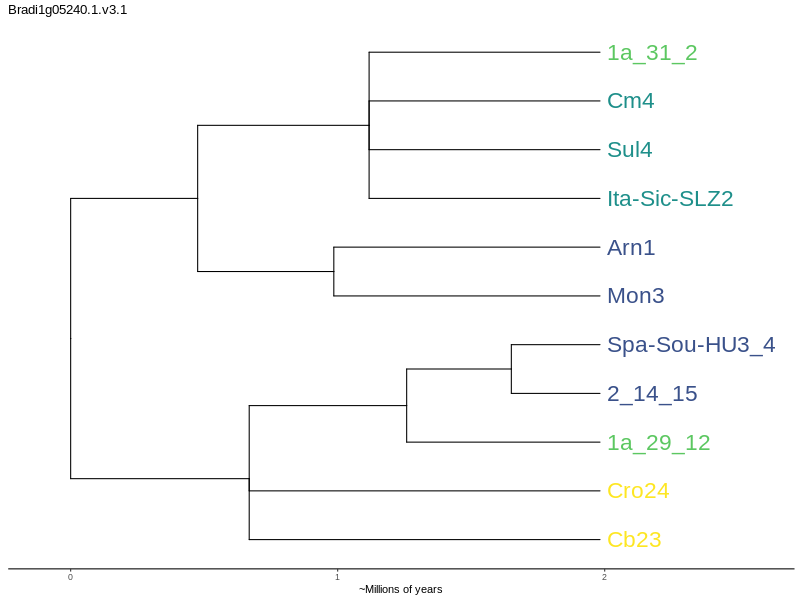 Bradi1g05240.1.v3.1
1a_31_2
Cm4
Sul4
Ita-Sic-SLZ2
Arn1
Mon3
Spa-Sou-HU3_4
2_14_15
1a_29_12
Cro24
Cb23
0 1 2
~Millions of years